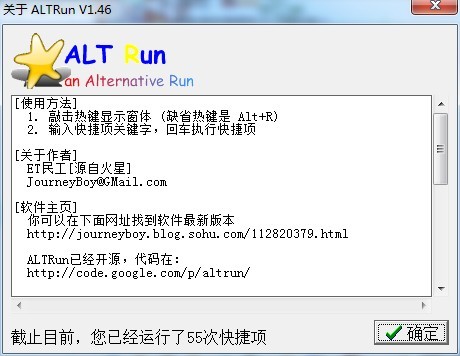 关于 ALTRun V1.46
ALT Run
an Alternative Run
[使用方法]
1. 敲击热键显示窗体 (缺省热键是 Alt+R)
2. 输入快捷项关键字，回车执行快捷项
[关于作者]
ET民工[源自火星]
JourneyBoy@GMail.com
[软件主页]
你可以在下面网址找到软件最新版本
http://journeyboy.blog.sohu.com/112820379.html
ALTRun已经开源，代码在：
http://code.google.com/p/altrun/
截止目前，您已经运行了55次快捷项
确定